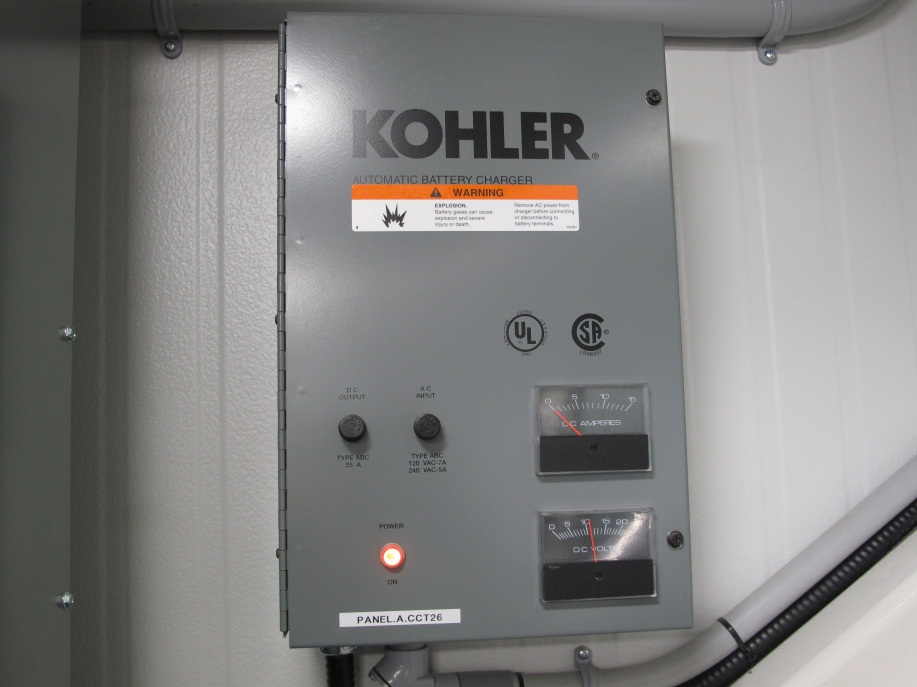 KOHLER®
AUTOMATIC BATTERY CHARGER
WARNING
EXPLOSION.
Battery gases can cause
explosion and severe
injury or death.
Remove AC power from
charger before connecting
or disconnecting to
battery terminals.
UL
SA
®
DC
OUTPUT
TYPE ABC
25 A
AC
INPUT
TYPE ABC
120 VAC-7A
240 VAC-5A
0 5 10 15
DC AMPERES
0 5 10 15 20
DC VOLTS
POWER
ON
PANEL.A.CCT26